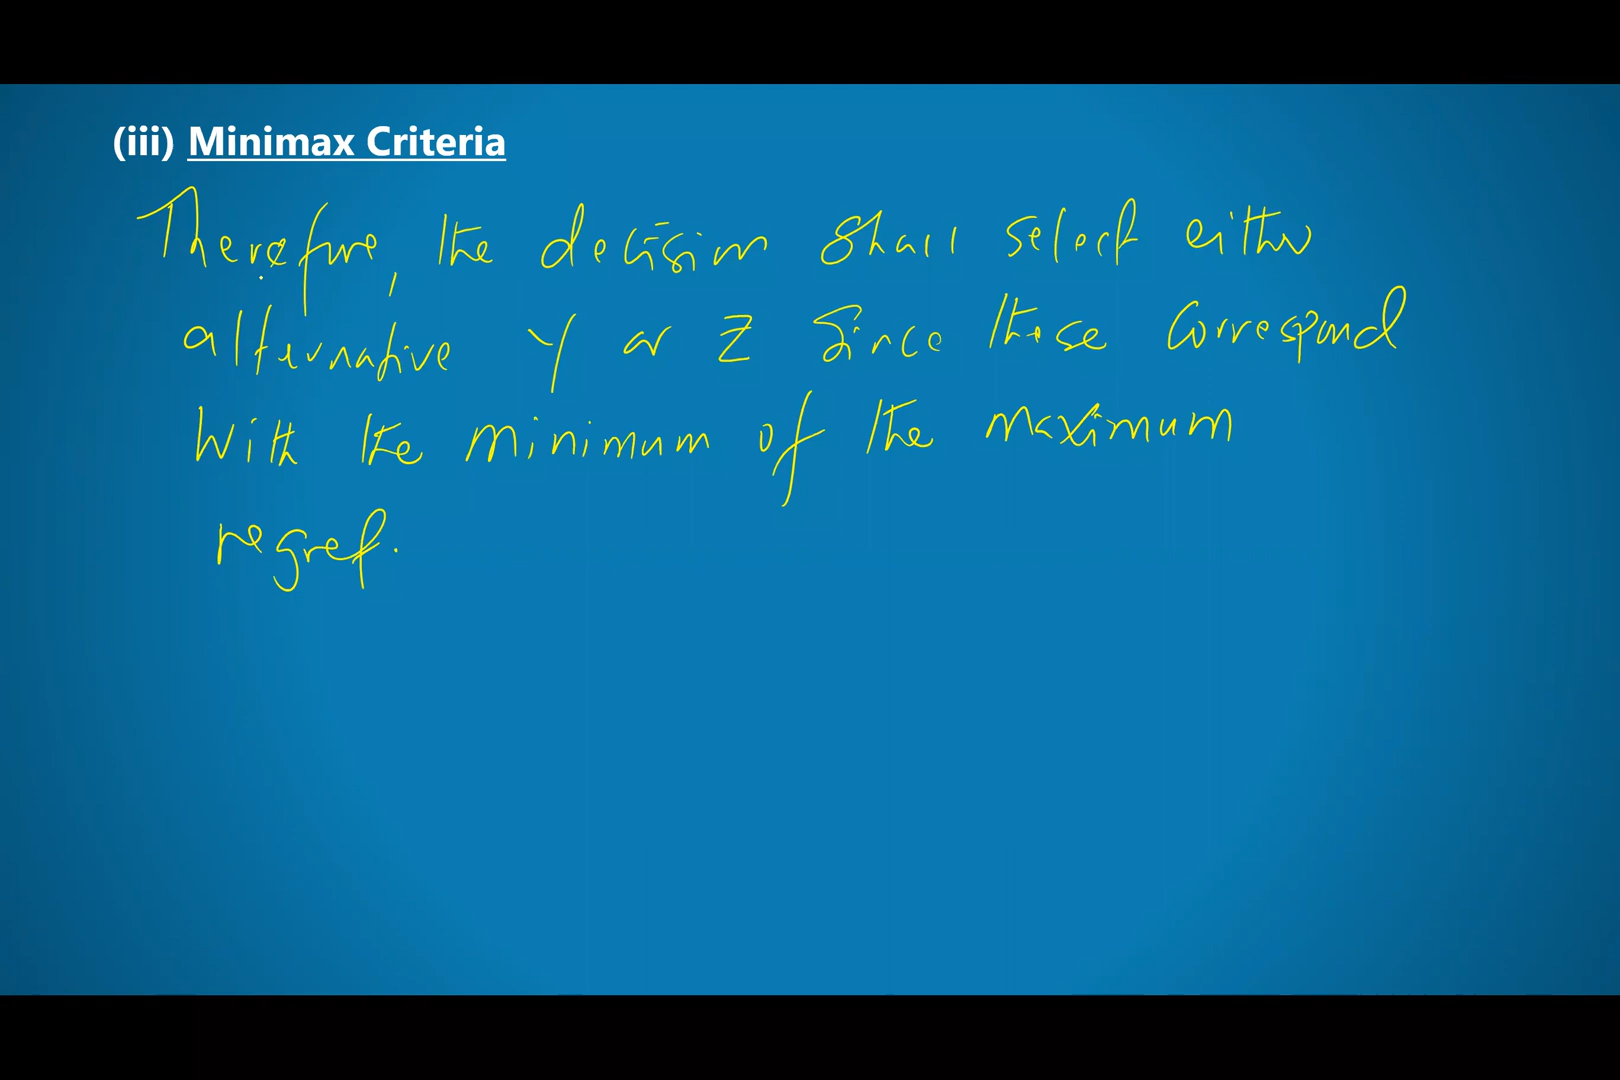 (iii) Minimax Criteria
Therefore, the decision shall select either
alternative Y or Z since these correspond
with the minimum of the maximum
regret.